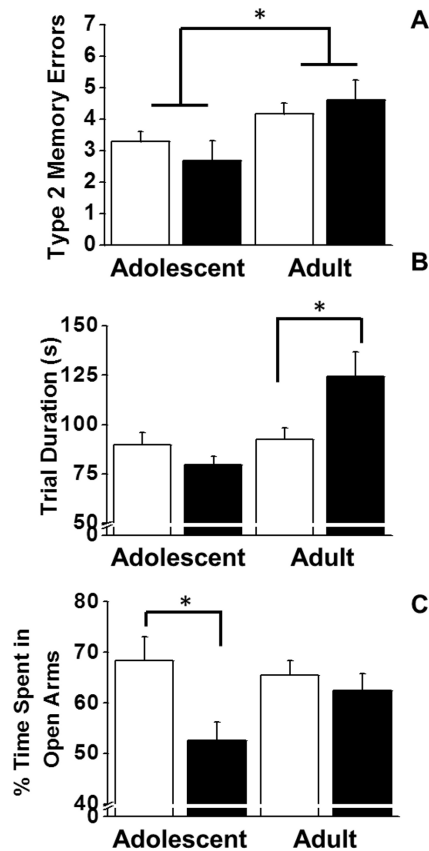 A
*
Type 2 Memory Errors
7
6
5
4
3
2
1
0
Adolescent Adult
B
*
Trial Duration (s)
150
125
100
75
50
0
Adolescent Adult
C
*
% Time Spent in
Open Arms
80
70
60
50
40
0
Adolescent Adult